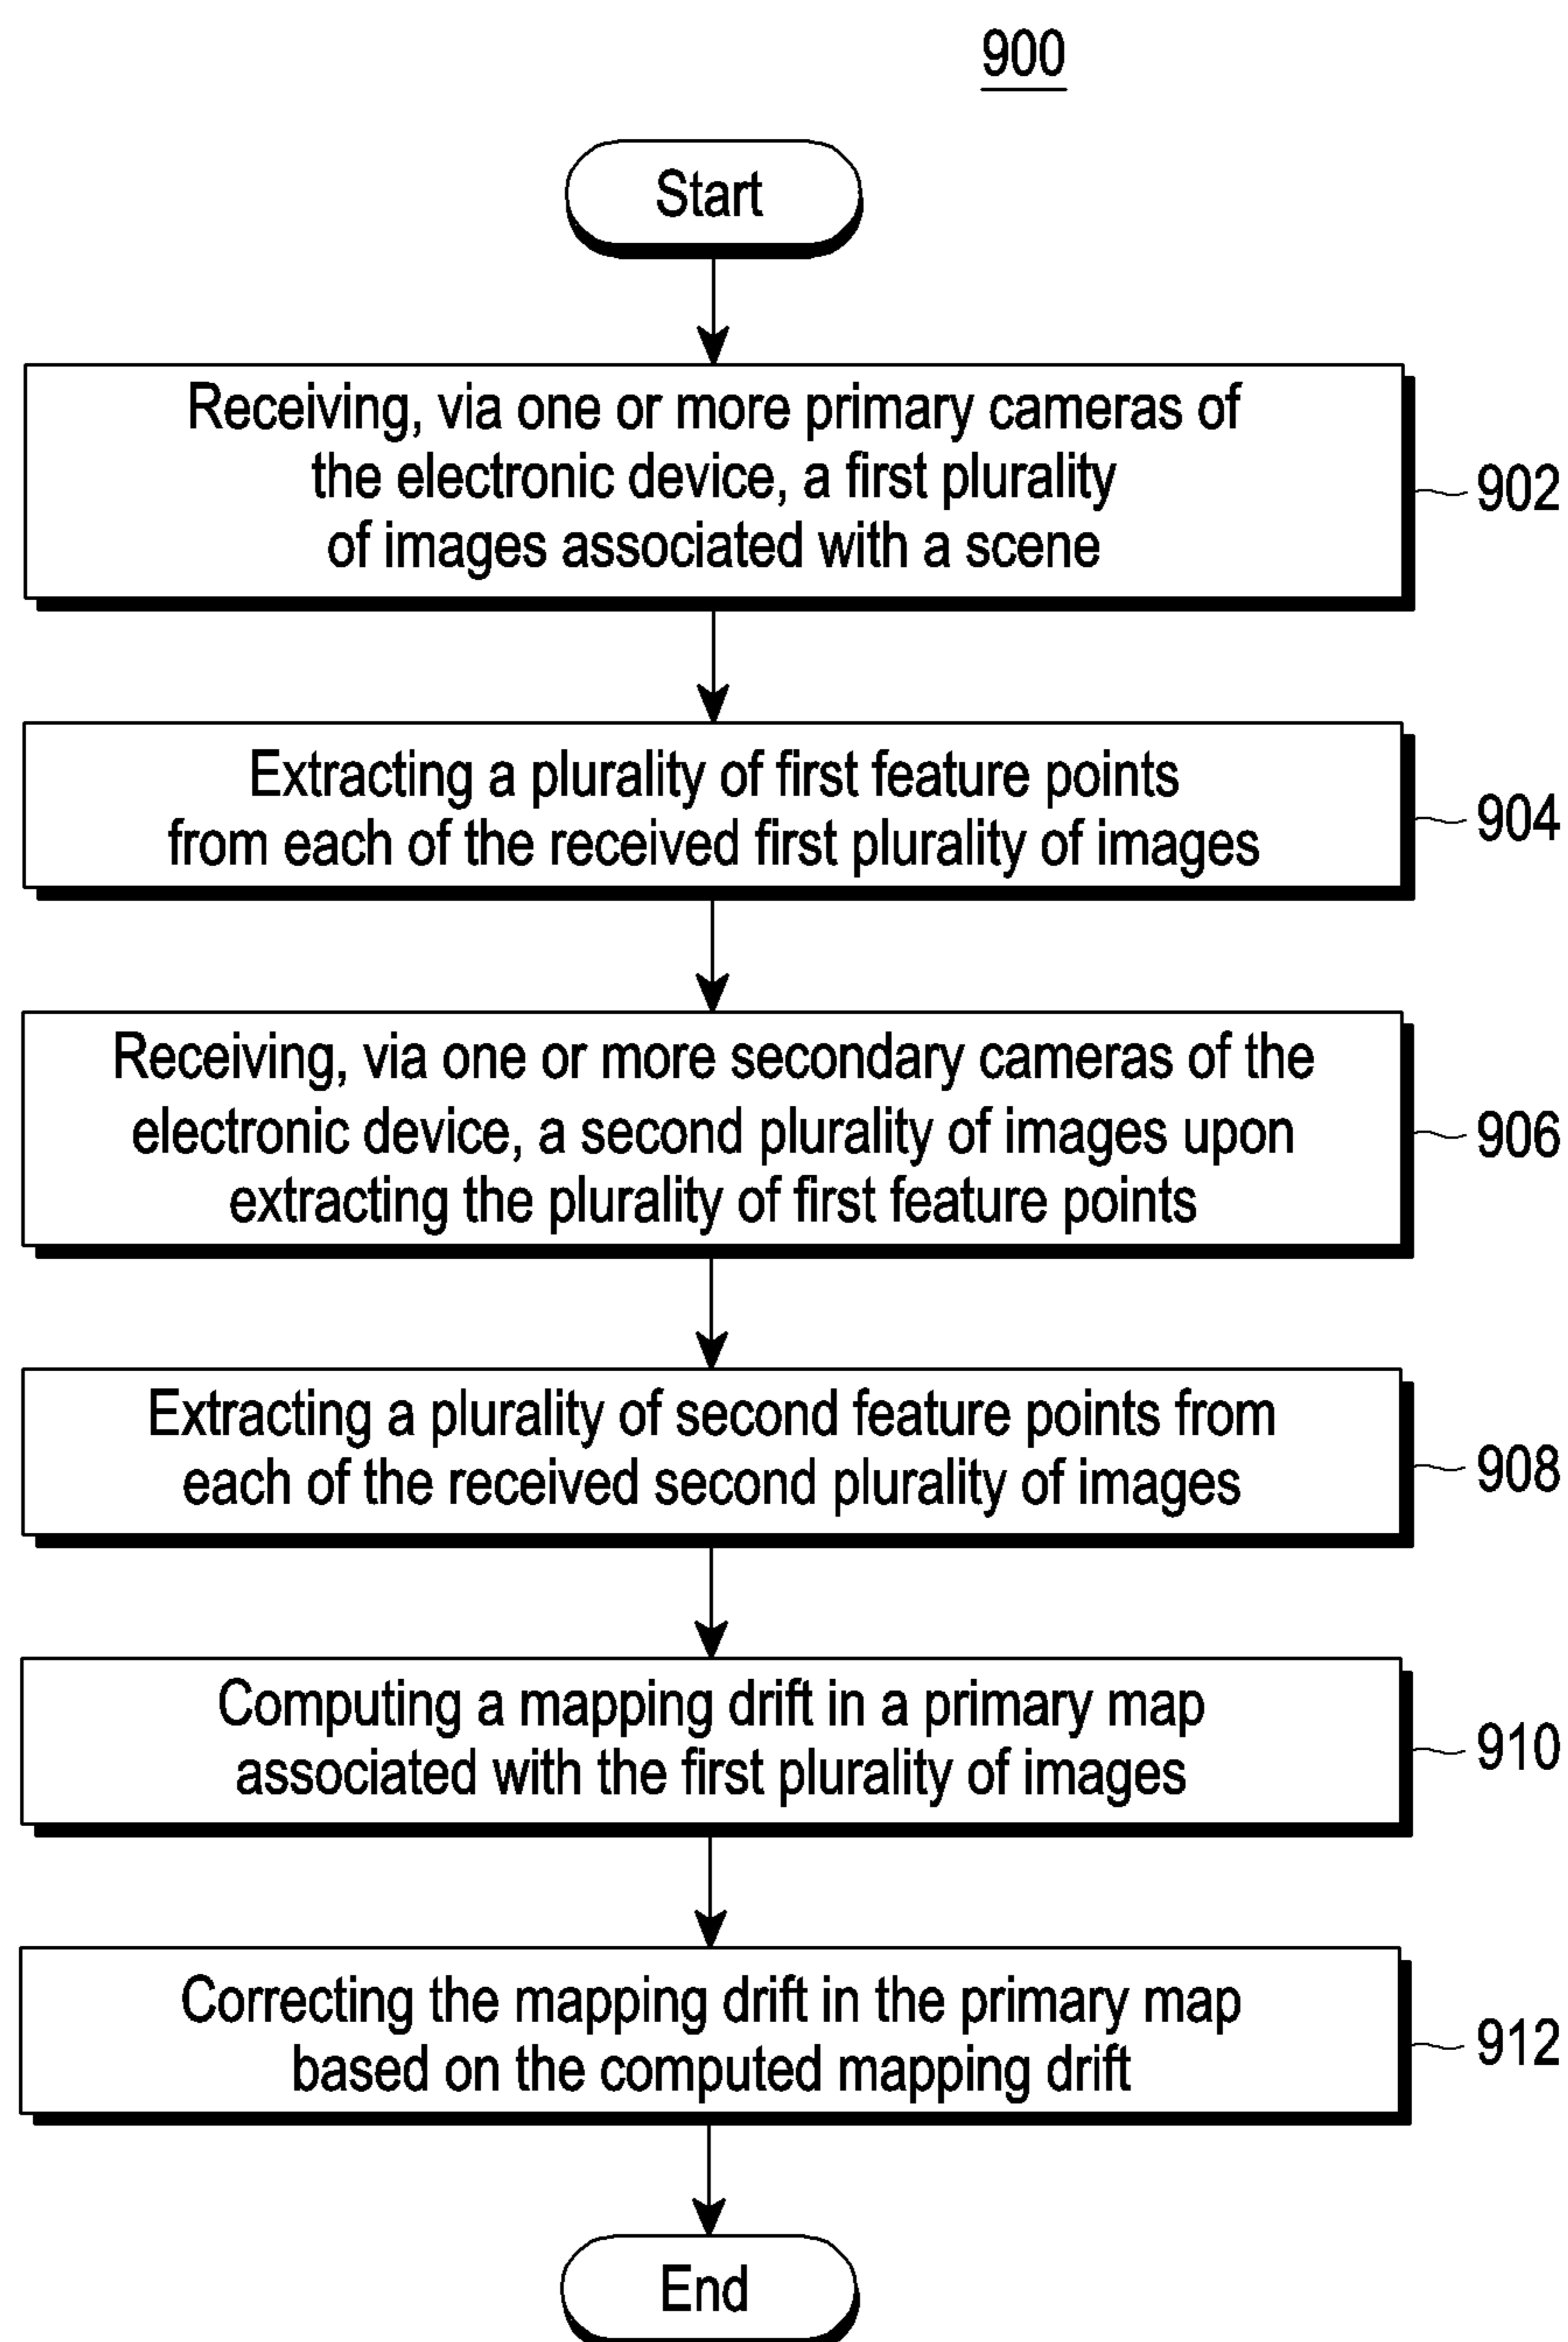 900
Start
Receiving, via one or more primary cameras of
the electronic device, a first plurality
of images associated with a scene
902
Extracting a plurality of first feature points
from each of the received first plurality of images
904
Receiving, via one or more secondary cameras of the
electronic device, a second plurality of images upon
extracting the plurality of first feature points
906
Extracting a plurality of second feature points from
each of the received second plurality of images
908
Computing a mapping drift in a primary map
associated with the first plurality of images
910
Correcting the mapping drift in the primary map
based on the computed mapping drift
912
End